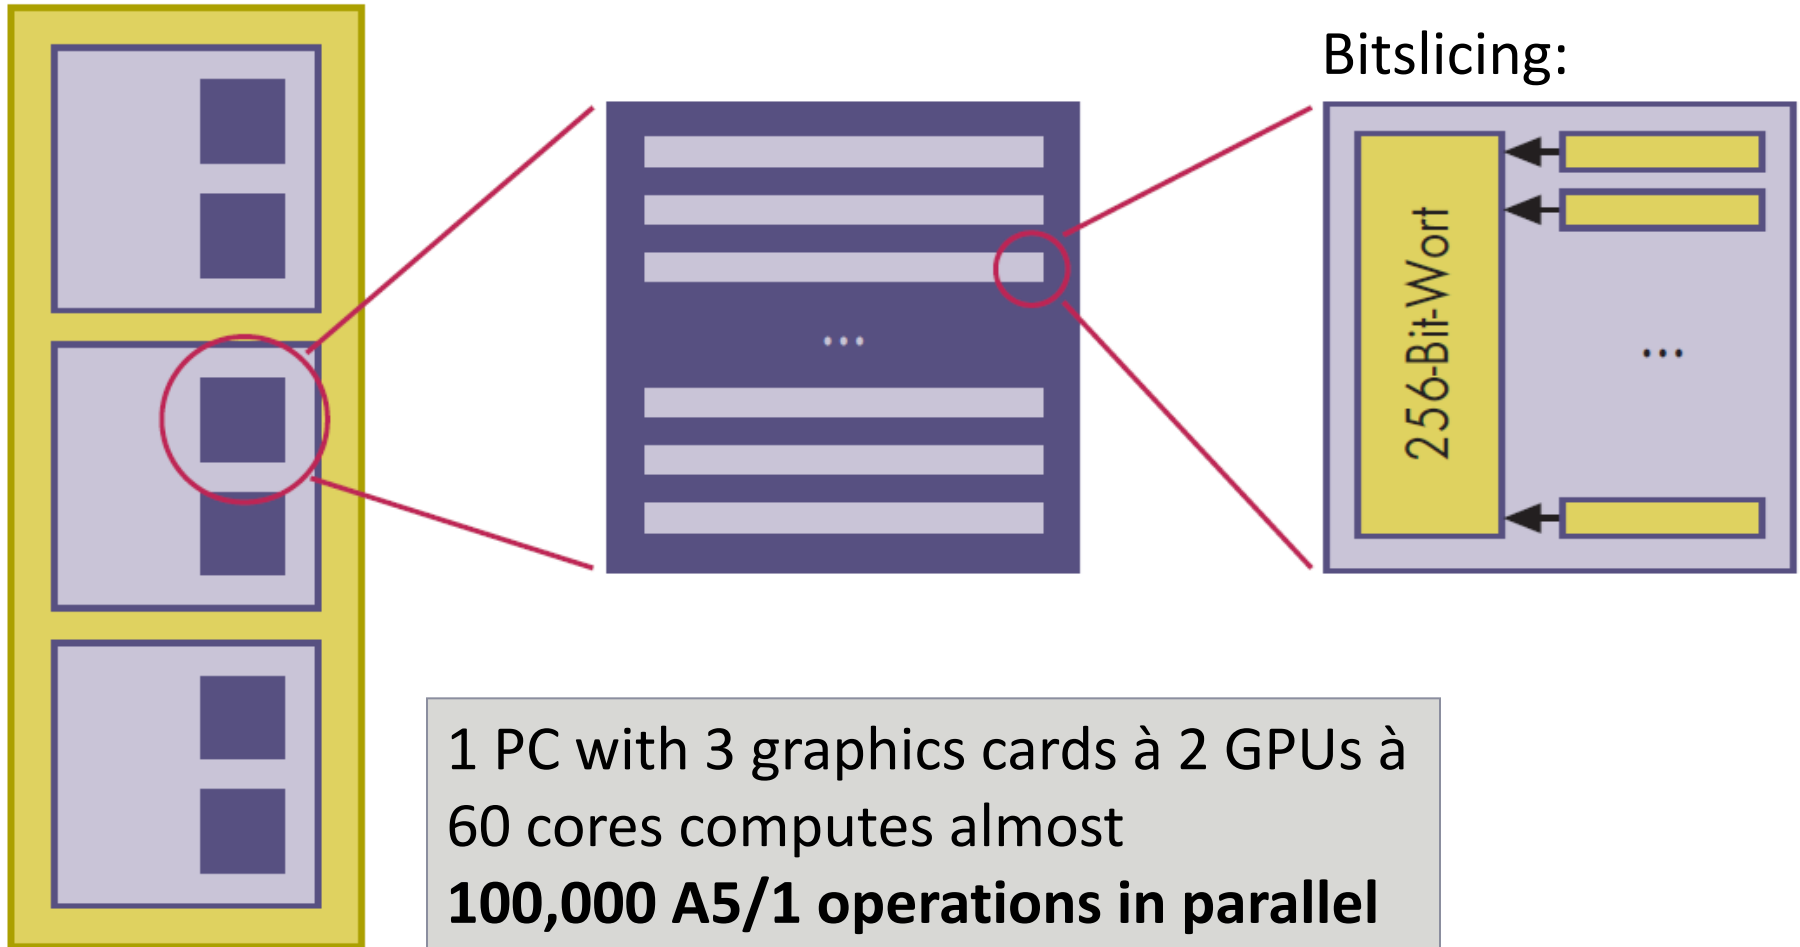 Bitslicing:
256-Bit-Wort
...
...
1 PC with 3 graphics cards à 2 GPUs à
60 cores computes almost
100,000 A5/1 operations in parallel